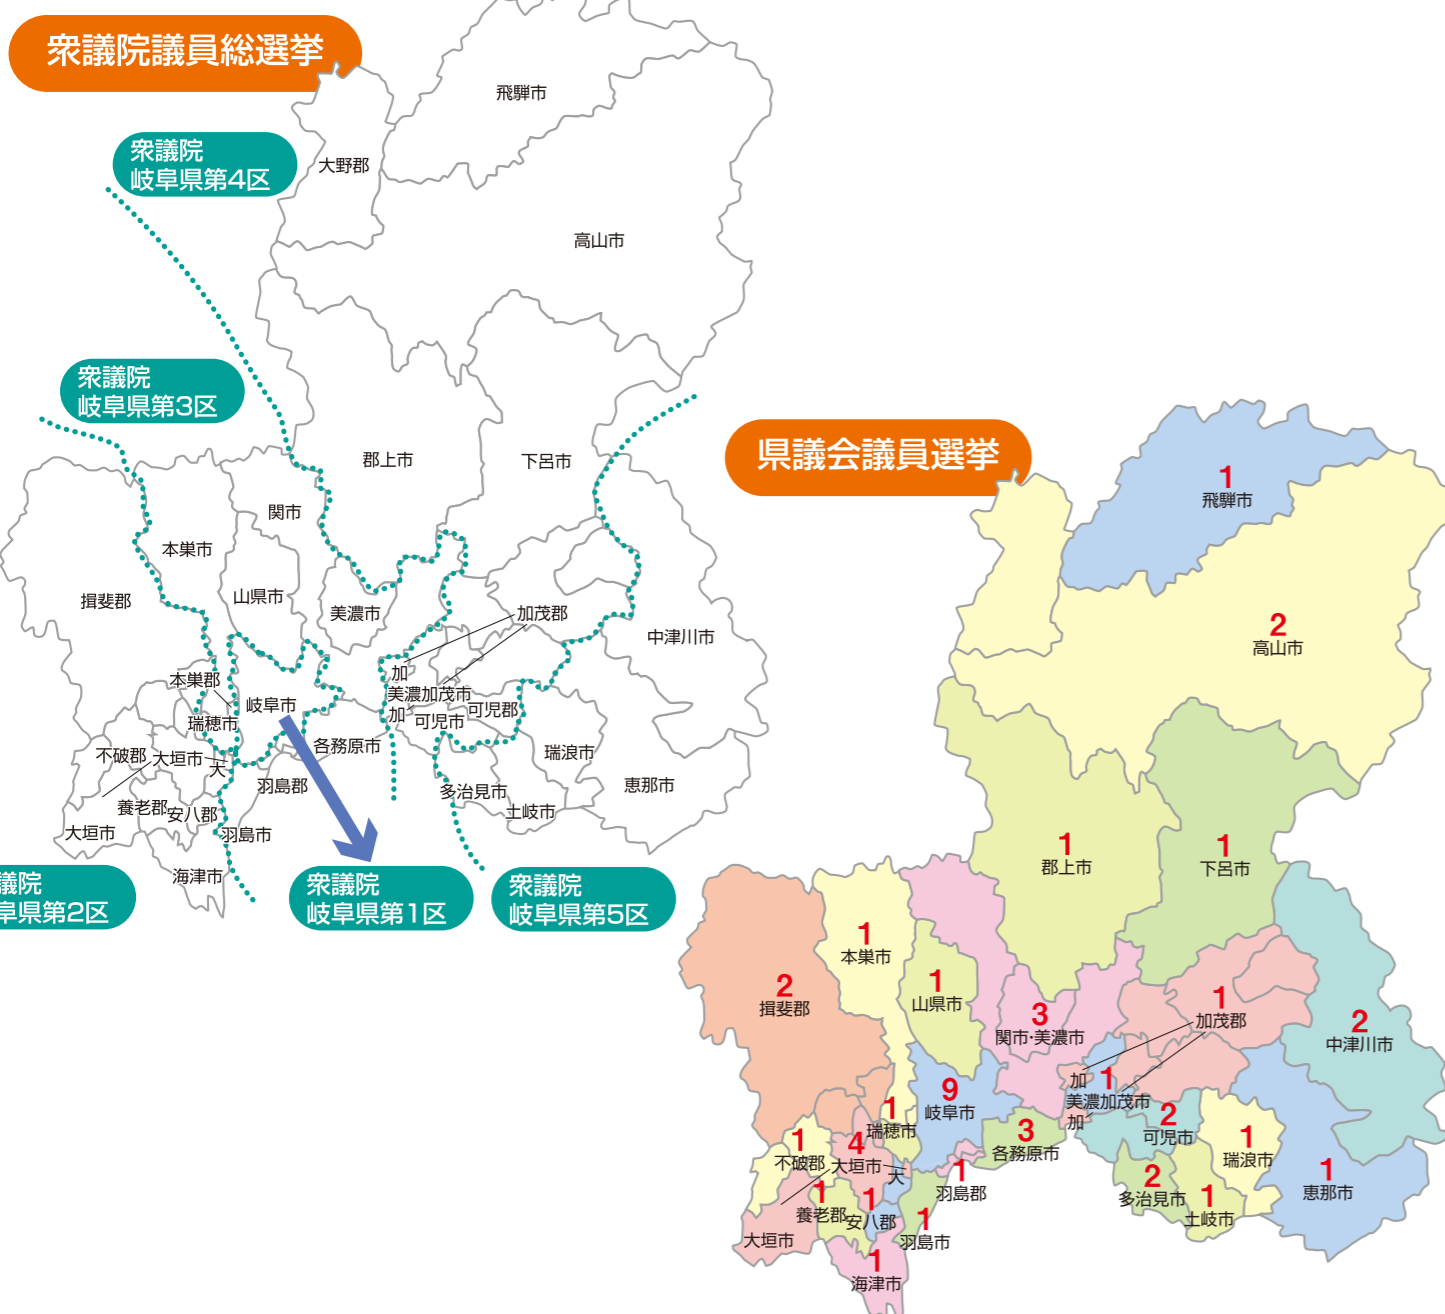 衆議院議員総選挙
飛騨市
衆議院
岐阜県第4区
大野郡
高山市
衆議院
岐阜県第3区
郡上市
下呂市
関市
本巣市
山県市
揖斐郡
美濃市
加茂郡
中津川市
加
本巣郡
美濃加茂市
岐阜市
可児郡
加
可児市
瑞穂市
各務原市
不破郡
大垣市
大
瑞浪市
羽島郡
恵那市
多治見市
養老郡
安八郡
土岐市
大垣市
羽島市
海津市
議院
阜県第2区
衆議院
岐阜県第1区
衆議院
岐阜県第5区
県議会議員選挙
1
飛騨市
2
高山市
1
郡上市
1
下呂市
1
本巣市
2
揖斐郡
1
山県市
3
関市・美濃市
1
加茂郡
2
中津川市
加
1
美濃加茂市
加
9
岐阜市
1
瑞穂市
2
可児市
3
各務原市
1
不破郡
4
大垣市
大
1
瑞浪市
1
羽島郡
2
多治見市
1
恵那市
1
養老郡
1
安八郡
1
土岐市
1
羽島市
大垣市
1
海津市